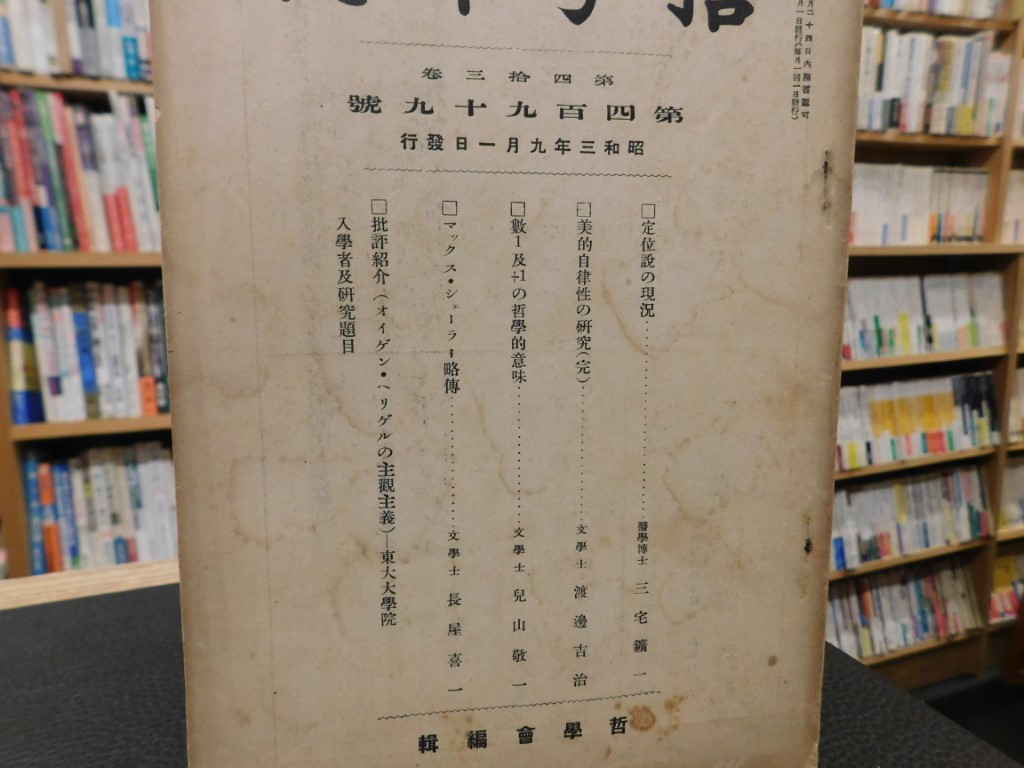 第四拾三卷
第四百九十九號
昭和三年九月一日發行
□定位說の現況 醫學博士 三宅鑛一
□美的自律性の硏究(完) 文學士 渡邊吉治
□數1及÷1の哲學的意味 文學士 兒山敬一
□マックス・シェーラー略傳 文學士 長屋喜一
□批評紹介(オイゲン・ヘリゲルの主觀主義)—東大大學院
入學者及硏究題目
哲學會編輯